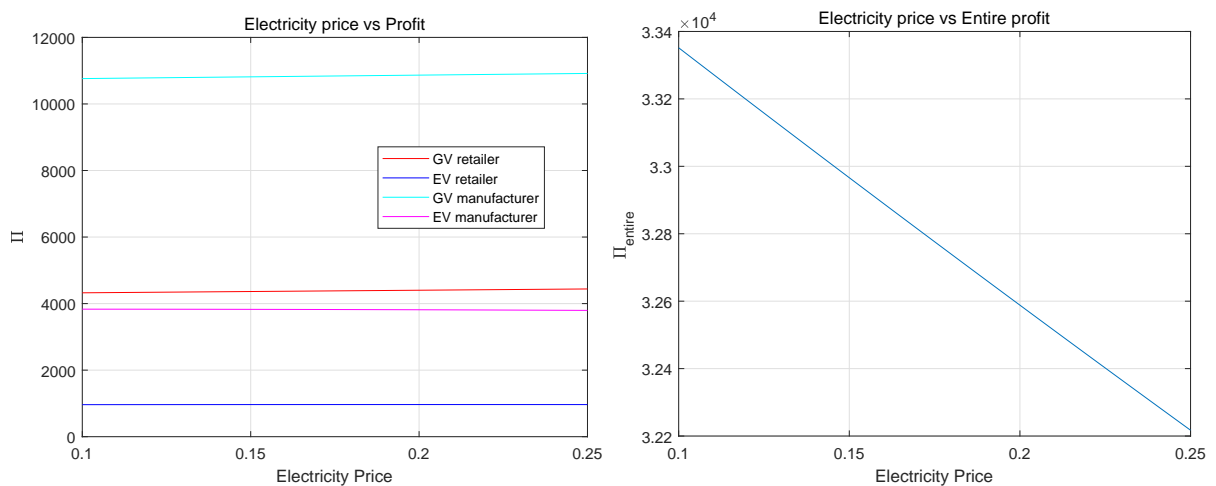 Electricity price vs Profit
12000
10000
8000
6000
4000
2000
0
Π
GV retailer
EV retailer
GV manufacturer
EV manufacturer
0.1
0.15
0.2
0.25
Electricity Price
Electricity price vs Entire profit
×10^4
3.34
3.32
3.3
3.28
3.26
3.24
3.22
Π_entire
0.1
0.15
0.2
0.25
Electricity Price